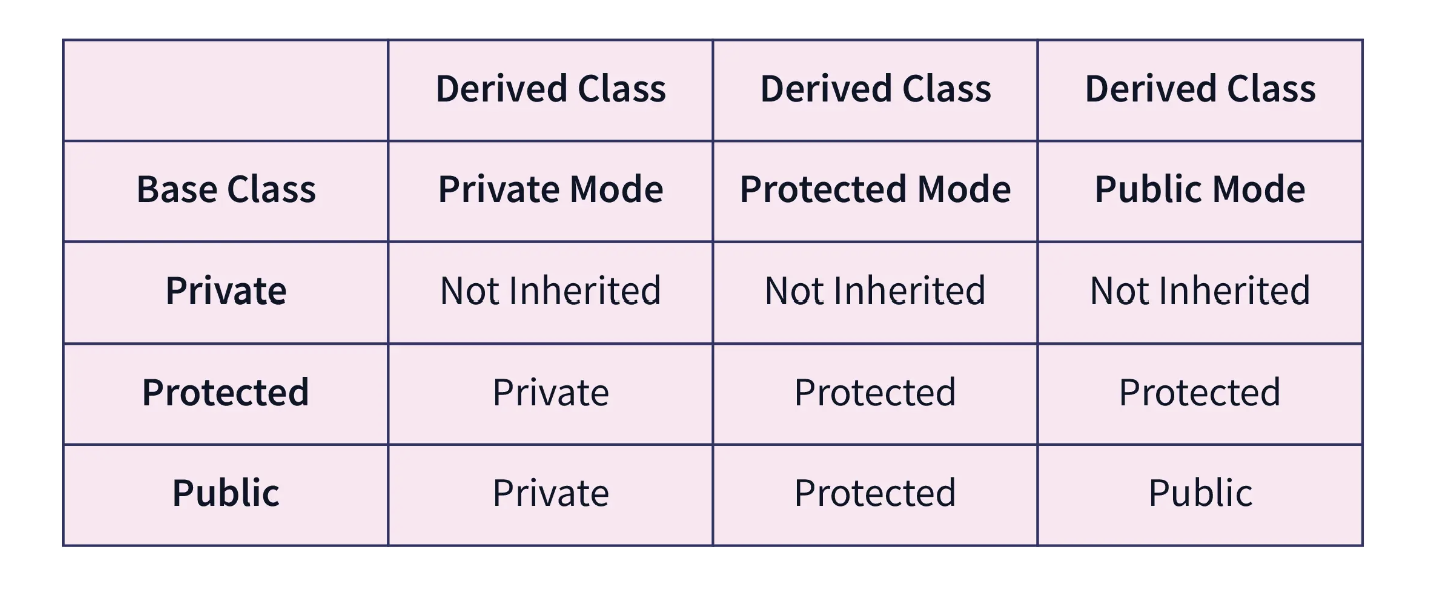 Derived Class Derived Class Derived Class
Base Class Private Mode Protected Mode Public Mode
Private Not Inherited Not Inherited Not Inherited
Protected Private Protected Protected
Public Private Protected Public